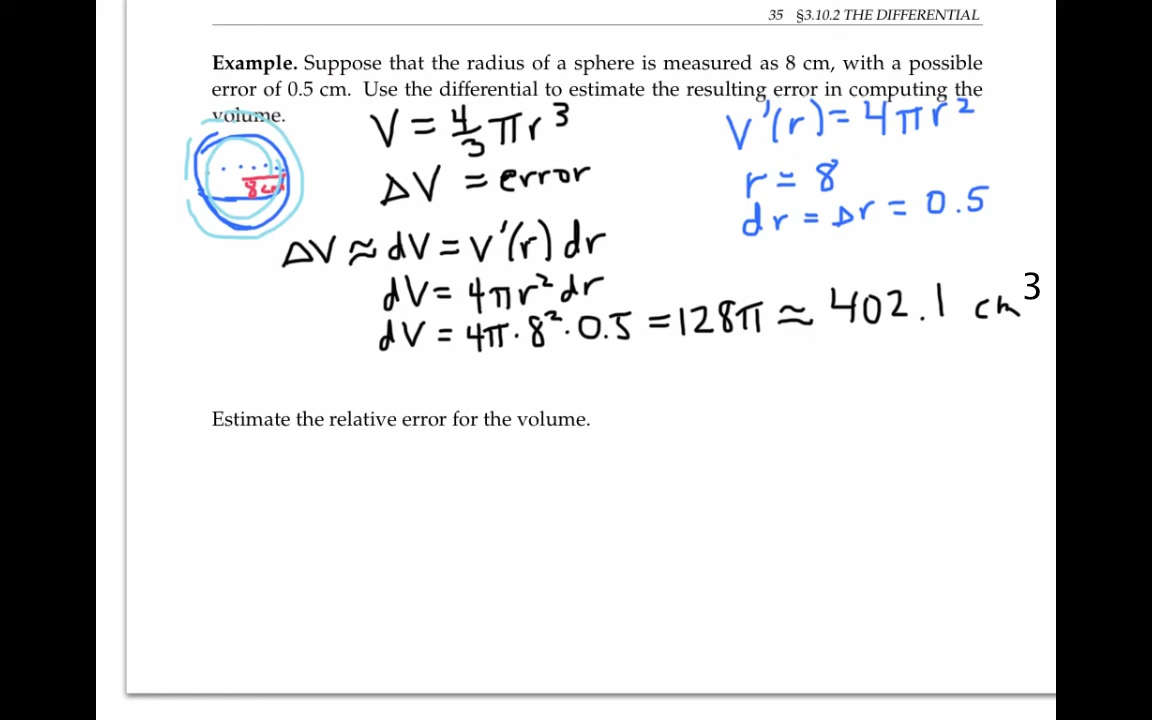 35 §3.10.2 THE DIFFERENTIAL
Example. Suppose that the radius of a sphere is measured as 8 cm, with a possible
error of 0.5 cm. Use the differential to estimate the resulting error in computing the
volume.
V = 4/3 πr³
V'(r) = 4πr²
8cm
ΔV = error
r = 8
dr = Δr = 0.5
ΔV ≈ dV = V'(r) dr
dV = 4πr² dr
dV = 4π · 8² · 0.5 = 128π ≈ 402.1 cm³
Estimate the relative error for the volume.